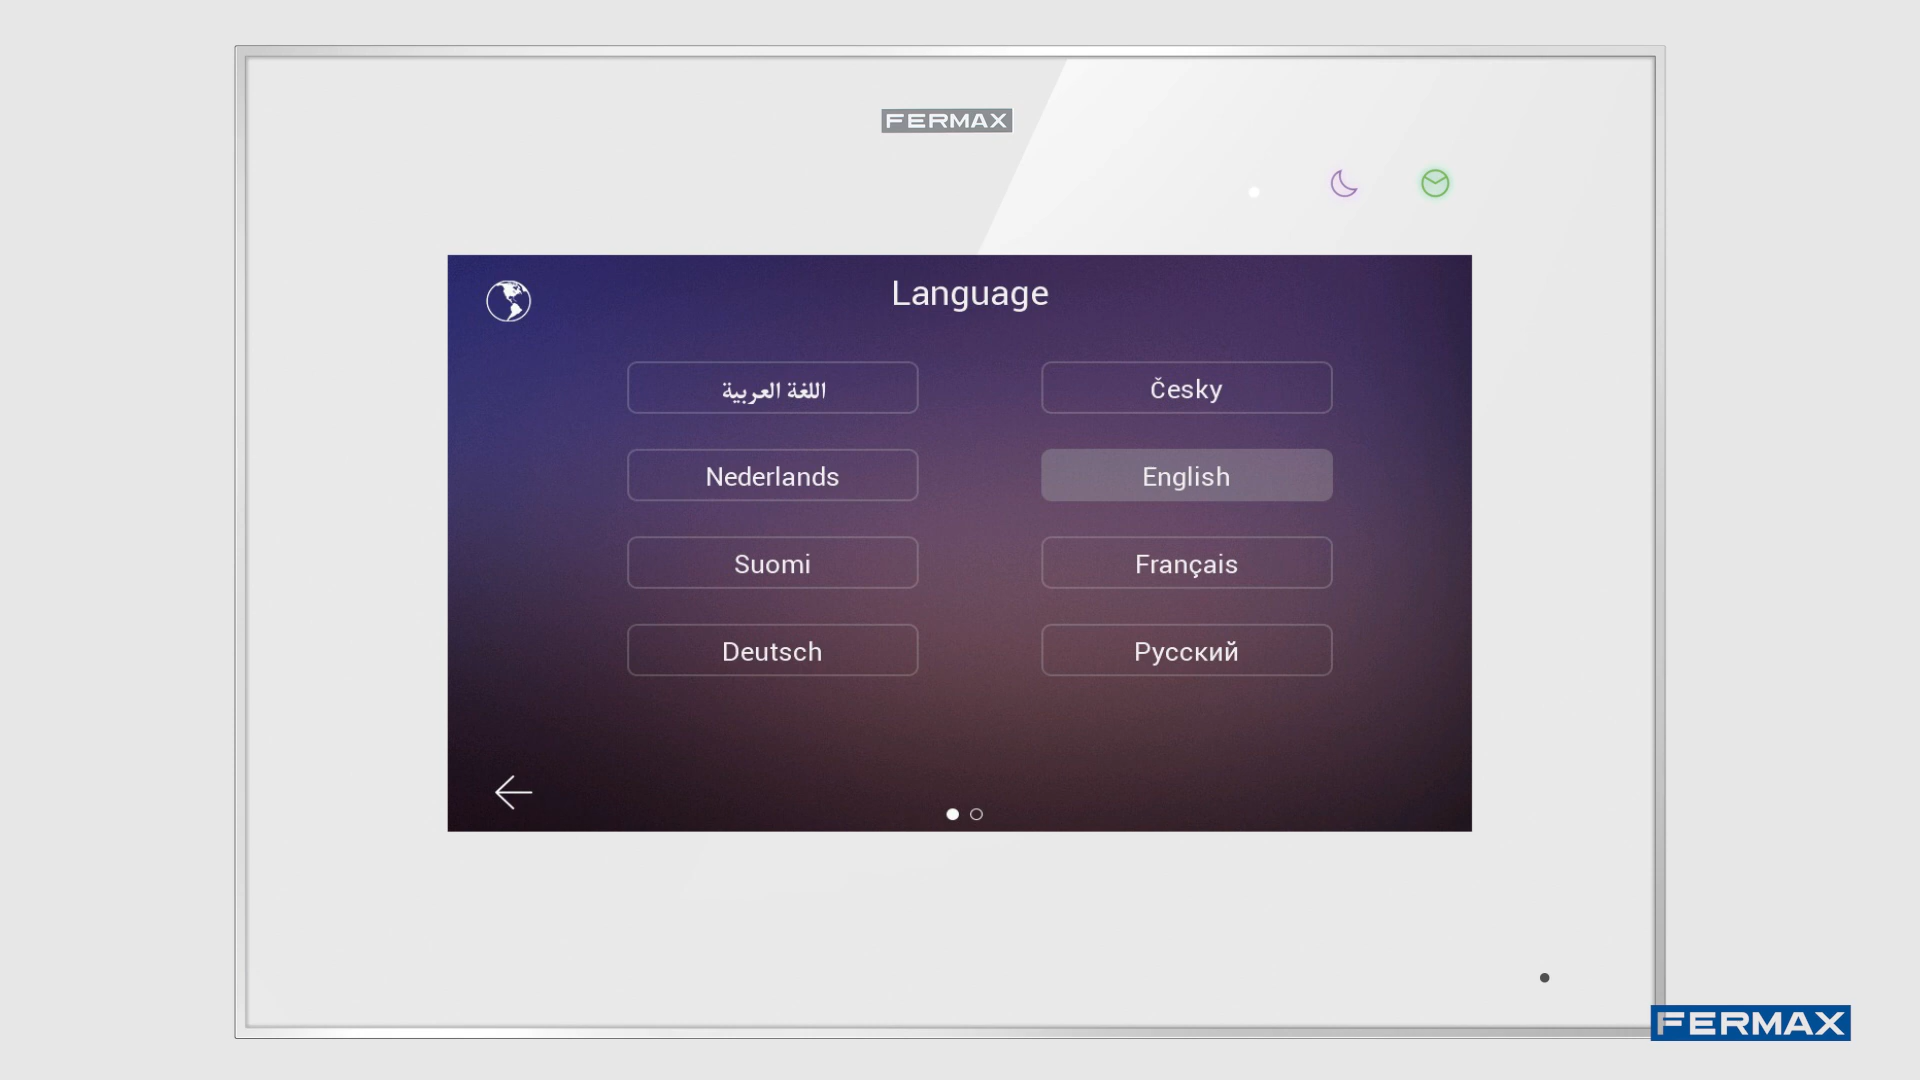 FERMAX
Language
اللغة العربية
Česky
Nederlands
English
Suomi
Français
Deutsch
Русский
FERMAX